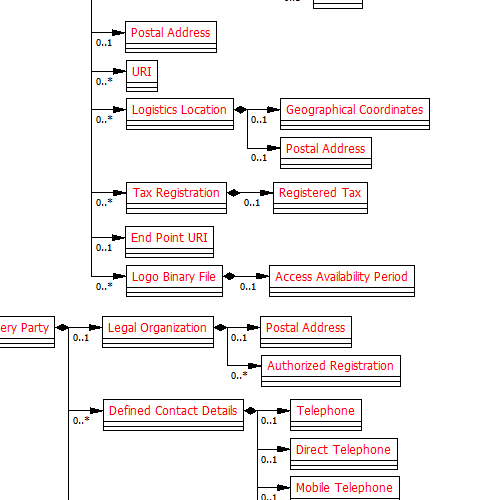 0..1
Postal Address
0..1
URI
0..*
Logistics Location
0..*
Geographical Coordinates
0..1
Postal Address
0..1
Tax Registration
0..*
Registered Tax
0..1
End Point URI
0..1
Logo Binary File
0..*
Access Availability Period
0..1
ery Party
Legal Organization
0..1
Postal Address
0..1
Authorized Registration
0..*
Defined Contact Details
0..*
Telephone
0..1
Direct Telephone
0..1
Mobile Telephone
0..1